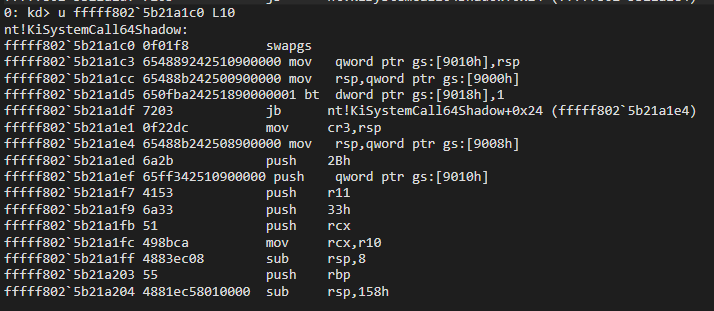 0: kd> u fffff802`5b21a1c0 L10
nt!KiSystemCall64Shadow:
fffff802`5b21a1c0 0f01f8          swapgs
fffff802`5b21a1c3 654889242510900000 mov   qword ptr gs:[9010h],rsp
fffff802`5b21a1cc 65488b242500900000 mov   rsp,qword ptr gs:[9000h]
fffff802`5b21a1d5 650fba24251890000001 bt  dword ptr gs:[9018h],1
fffff802`5b21a1df 7203            jb      nt!KiSystemCall64Shadow+0x24 (fffff802`5b21a1e4)
fffff802`5b21a1e1 0f22dc          mov     cr3,rsp
fffff802`5b21a1e4 65488b242508900000 mov   rsp,qword ptr gs:[9008h]
fffff802`5b21a1ed 6a2b            push    2Bh
fffff802`5b21a1ef 65ff342510900000 push    qword ptr gs:[9010h]
fffff802`5b21a1f7 4153            push    r11
fffff802`5b21a1f9 6a33            push    33h
fffff802`5b21a1fb 51              push    rcx
fffff802`5b21a1fc 498bca          mov     rcx,r10
fffff802`5b21a1ff 4883ec08        sub     rsp,8
fffff802`5b21a203 55              push    rbp
fffff802`5b21a204 4881ec58010000  sub     rsp,158h